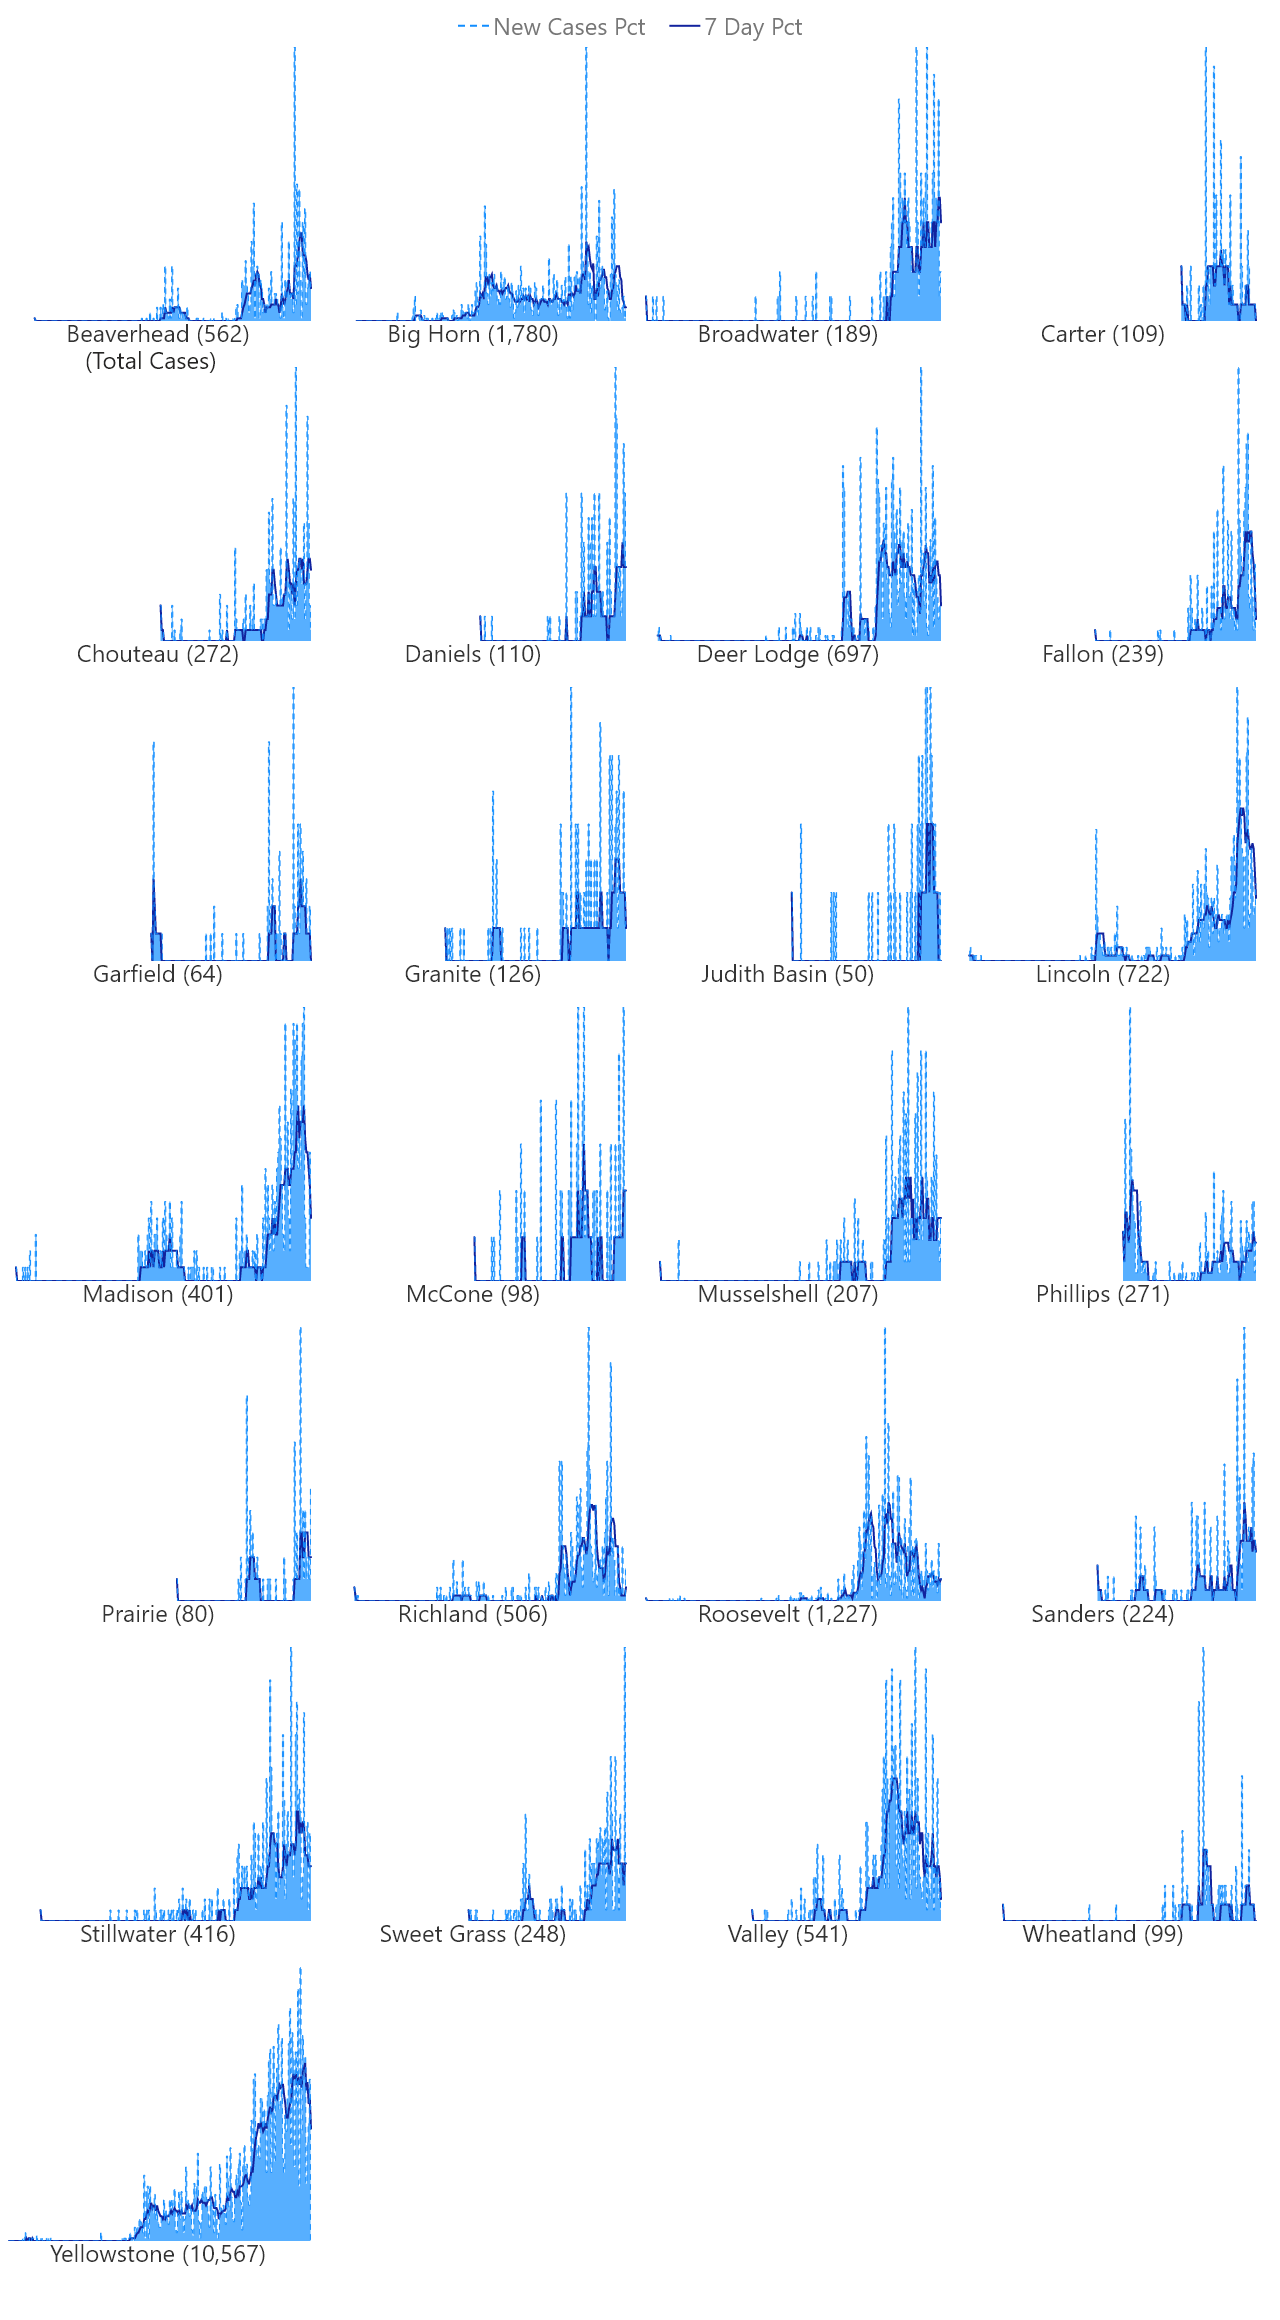 New Cases Pct 7 Day Pct
Beaverhead (562) Big Horn (1,780) Broadwater (189) Carter (109)
(Total Cases)
Chouteau (272) Daniels (110) Deer Lodge (697) Fallon (239)
Garfield (64) Granite (126) Judith Basin (50) Lincoln (722)
Madison (401) McCone (98) Musselshell (207) Phillips (271)
Prairie (80) Richland (506) Roosevelt (1,227) Sanders (224)
Stillwater (416) Sweet Grass (248) Valley (541) Wheatland (99)
Yellowstone (10,567)